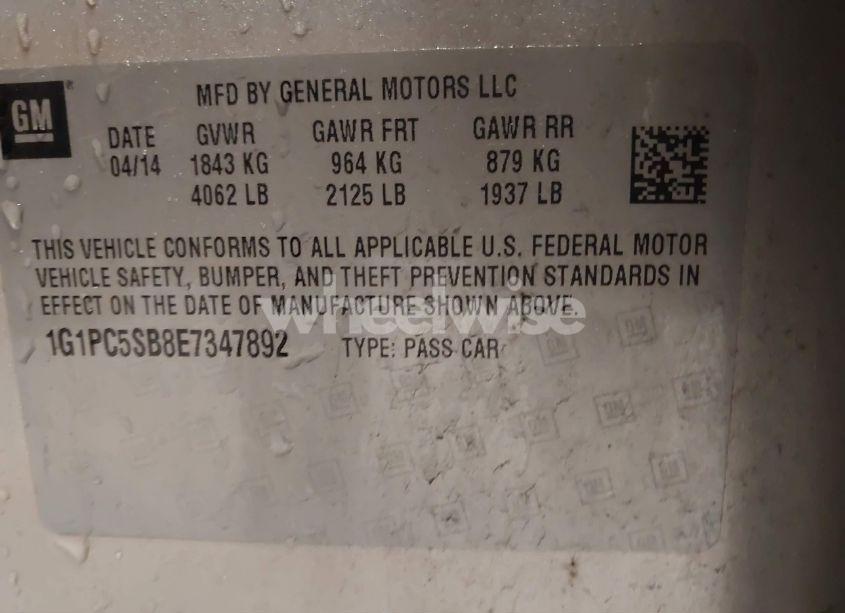 MFD BY GENERAL MOTORS LLC
GM®
DATE GVWR GAWR FRT GAWR RR
04/14 1843 KG 964 KG 879 KG
4062 LB 2125 LB 1937 LB
THIS VEHICLE CONFORMS TO ALL APPLICABLE U.S. FEDERAL MOTOR
VEHICLE SAFETY, BUMPER, AND THEFT PREVENTION STANDARDS IN
EFFECT ON THE DATE OF MANUFACTURE SHOWN ABOVE.
wheelwise
1G1PC5SB8E7347892 TYPE: PASS CAR